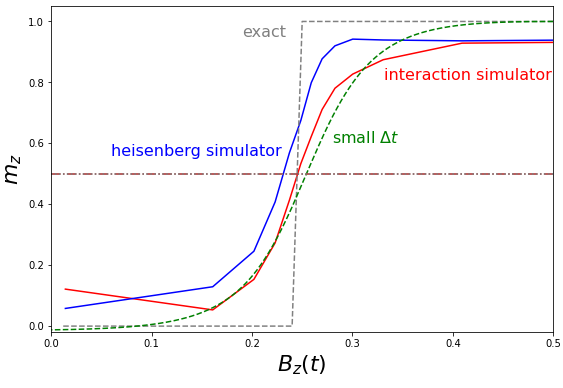 1.0
exact
0.8
interaction simulator
0.6
small Δt
heisenberg simulator
m_z
0.4
0.2
0.0
0.0 0.1 0.2 0.3 0.4 0.5
B_z(t)